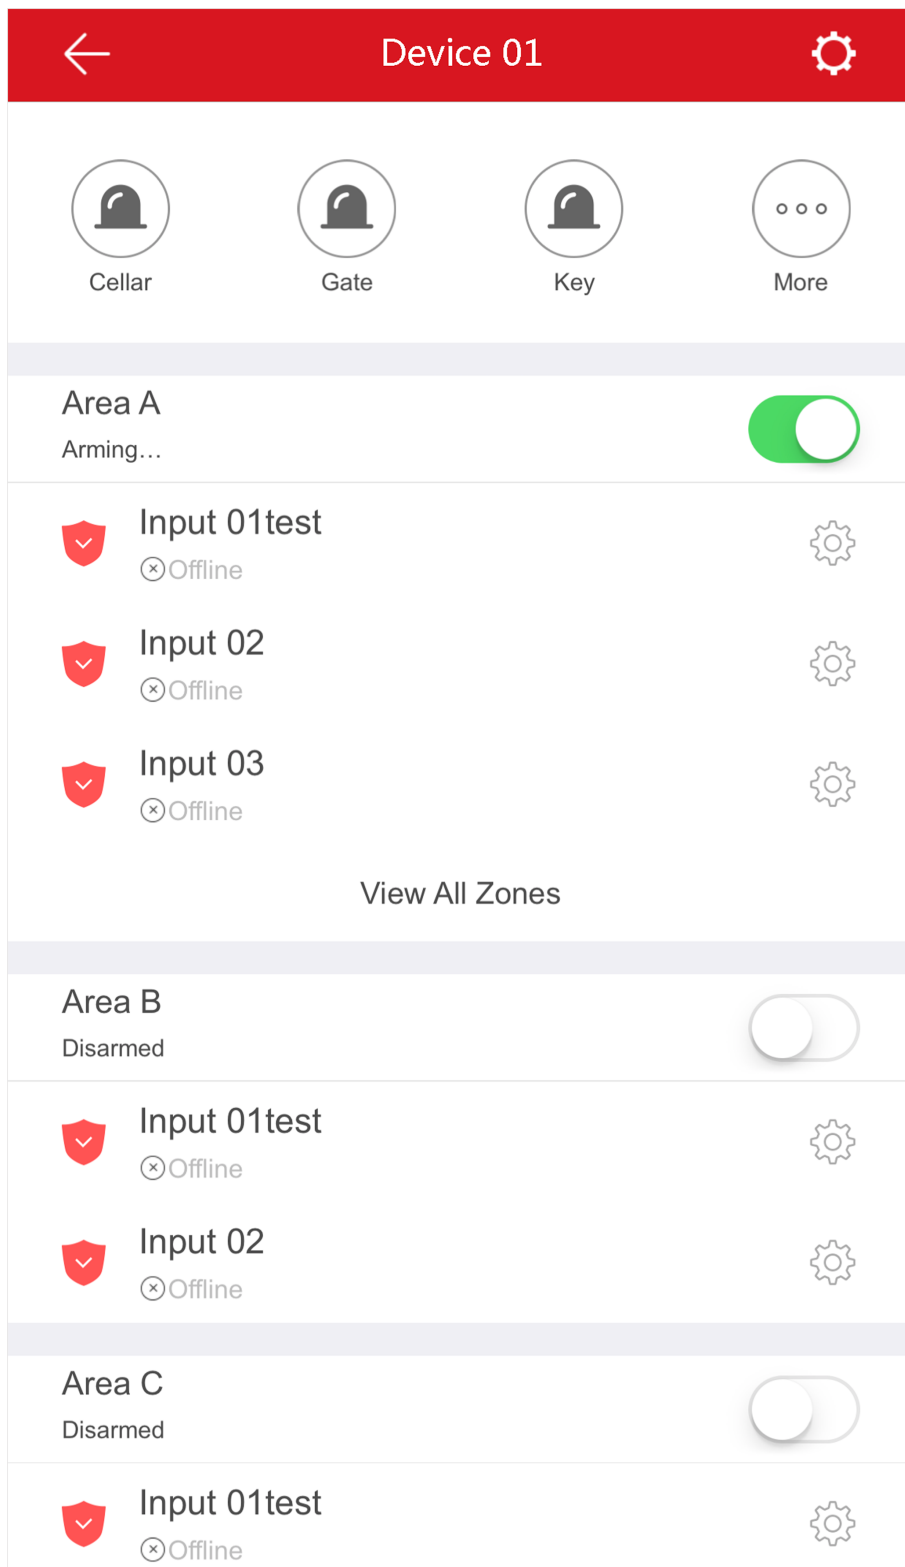 Device 01
Cellar Gate Key More
Area A
Arming...
Input 01test
Offline
Input 02
Offline
Input 03
Offline
View All Zones
Area B
Disarmed
Input 01test
Offline
Input 02
Offline
Area C
Disarmed
Input 01test
Offline